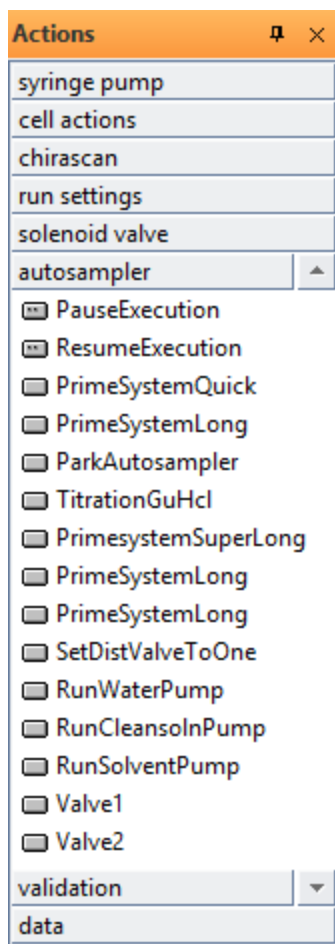 Actions
syringe pump
cell actions
chirascan
run settings
solenoid valve
autosampler
PauseExecution
ResumeExecution
PrimeSystemQuick
PrimeSystemLong
ParkAutosampler
TitrationGuHcl
PrimesystemSuperLong
PrimeSystemLong
PrimeSystemLong
SetDistValveToOne
RunWaterPump
RunCleansolnPump
RunSolventPump
Valve1
Valve2
validation
data